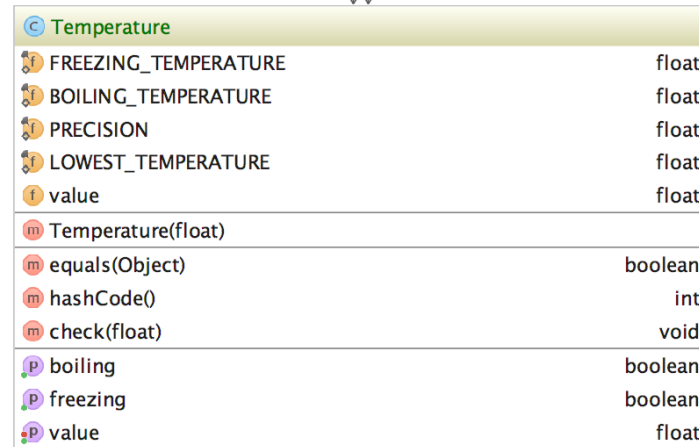 C Temperature
f FREEZING_TEMPERATURE float
f BOILING_TEMPERATURE float
f PRECISION float
f LOWEST_TEMPERATURE float
f value float
m Temperature(float)
m equals(Object) boolean
m hashCode() int
m check(float) void
p boiling boolean
p freezing boolean
p value float